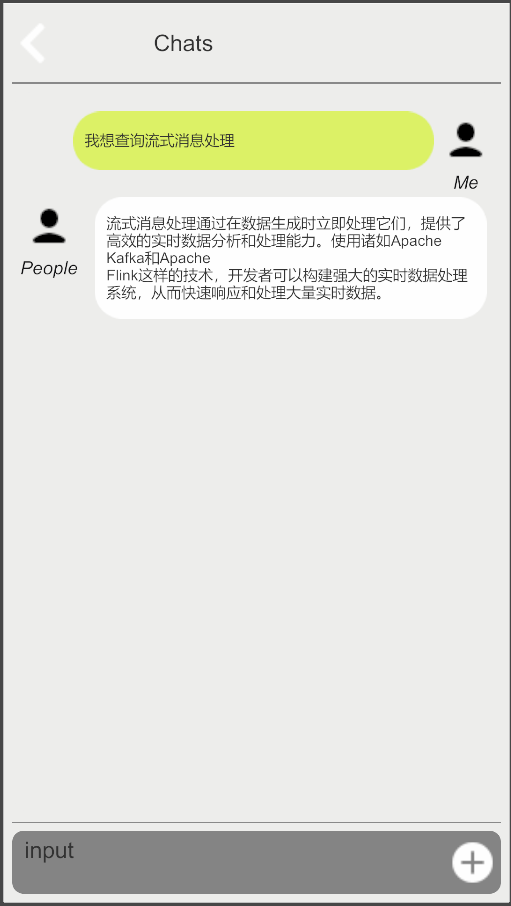 Chats
我想查询流式消息处理
Me
People
流式消息处理通过在数据生成时立即处理它们，提供了
高效的实时数据分析和处理能力。使用诸如Apache
Kafka和Apache
Flink这样的技术，开发者可以构建强大的实时数据处理
系统，从而快速响应和处理大量实时数据。
input